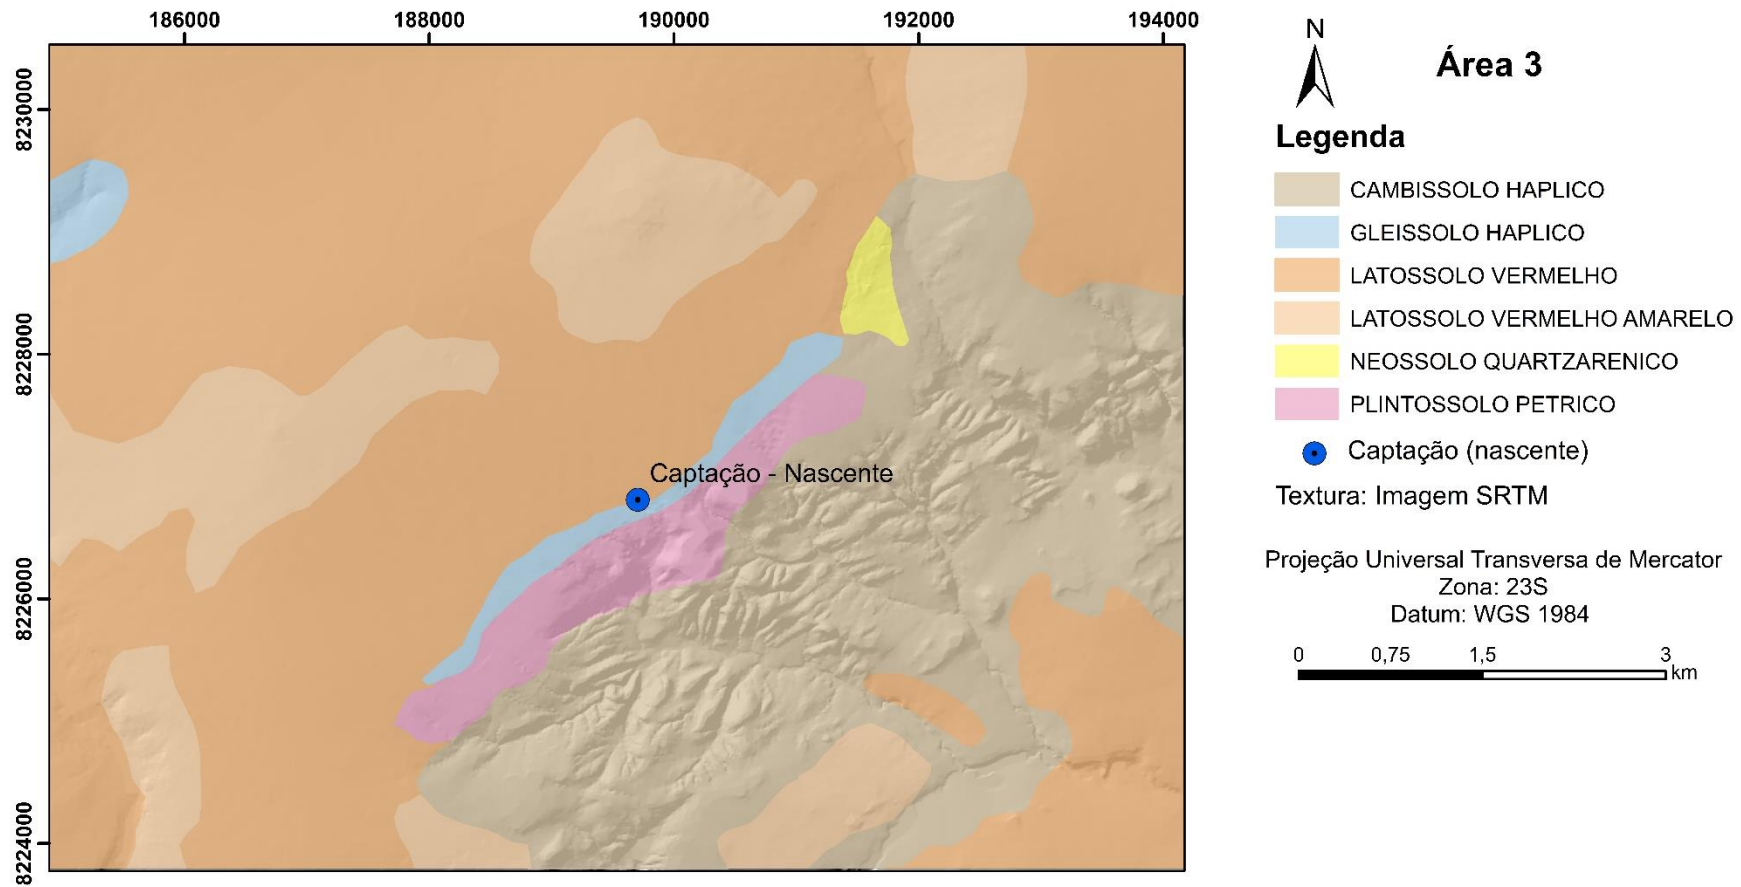 186000
188000
190000
192000
194000
8230000
8228000
8226000
8224000
Captação - Nascente
N
Área 3
Legenda
CAMBISSOLO HAPLICO
GLEISSOLO HAPLICO
LATOSSOLO VERMELHO
LATOSSOLO VERMELHO AMARELO
NEOSSOLO QUARTZARENICO
PLINTOSSOLO PETRICO
Captação (nascente)
Textura: Imagem SRTM
Projeção Universal Transversa de Mercator
Zona: 23S
Datum: WGS 1984
0 0,75 1,5 3
km